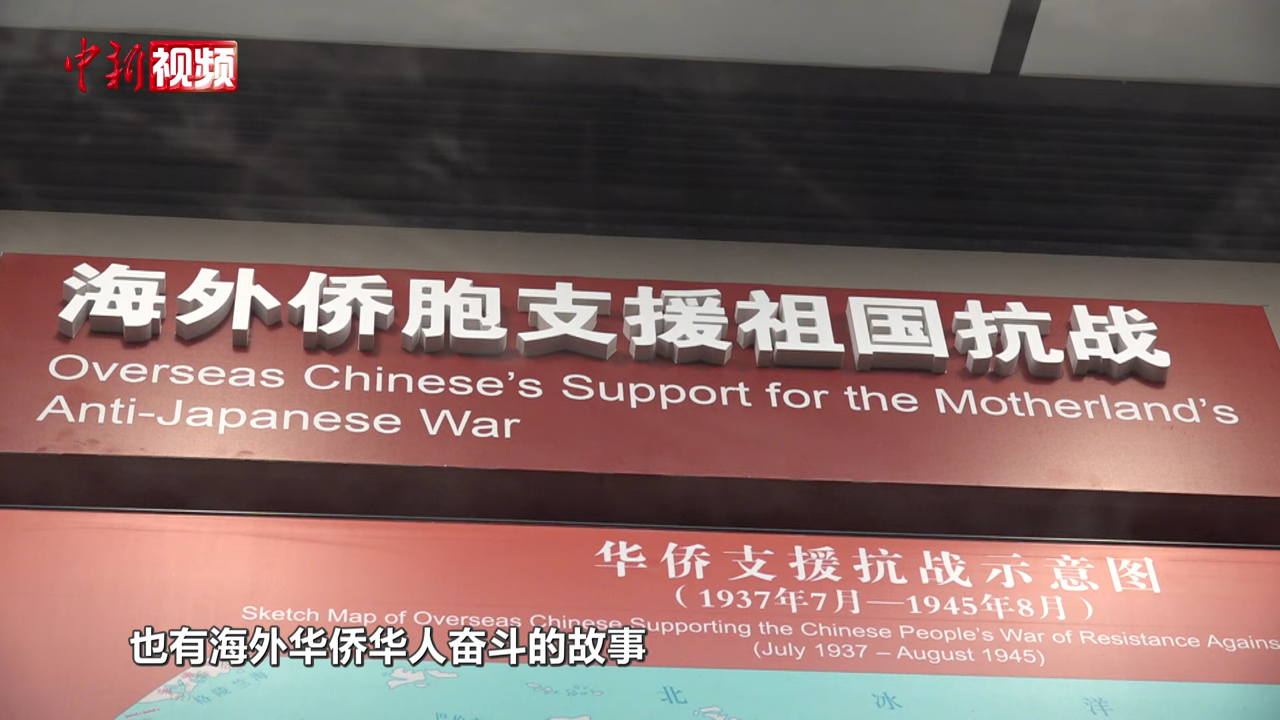 中新视频
海外侨胞支援祖国抗战
Overseas Chinese's Support for the Motherland's
Anti-Japanese War
华侨支援抗战示意图
（1937年7月—1945年8月）
Sketch Map of Overseas Chinese Supporting the Chinese People's War of Resistance Agains
(July 1937 – August 1945)
也有海外华侨华人奋斗的故事
格陵兰海
北冰洋